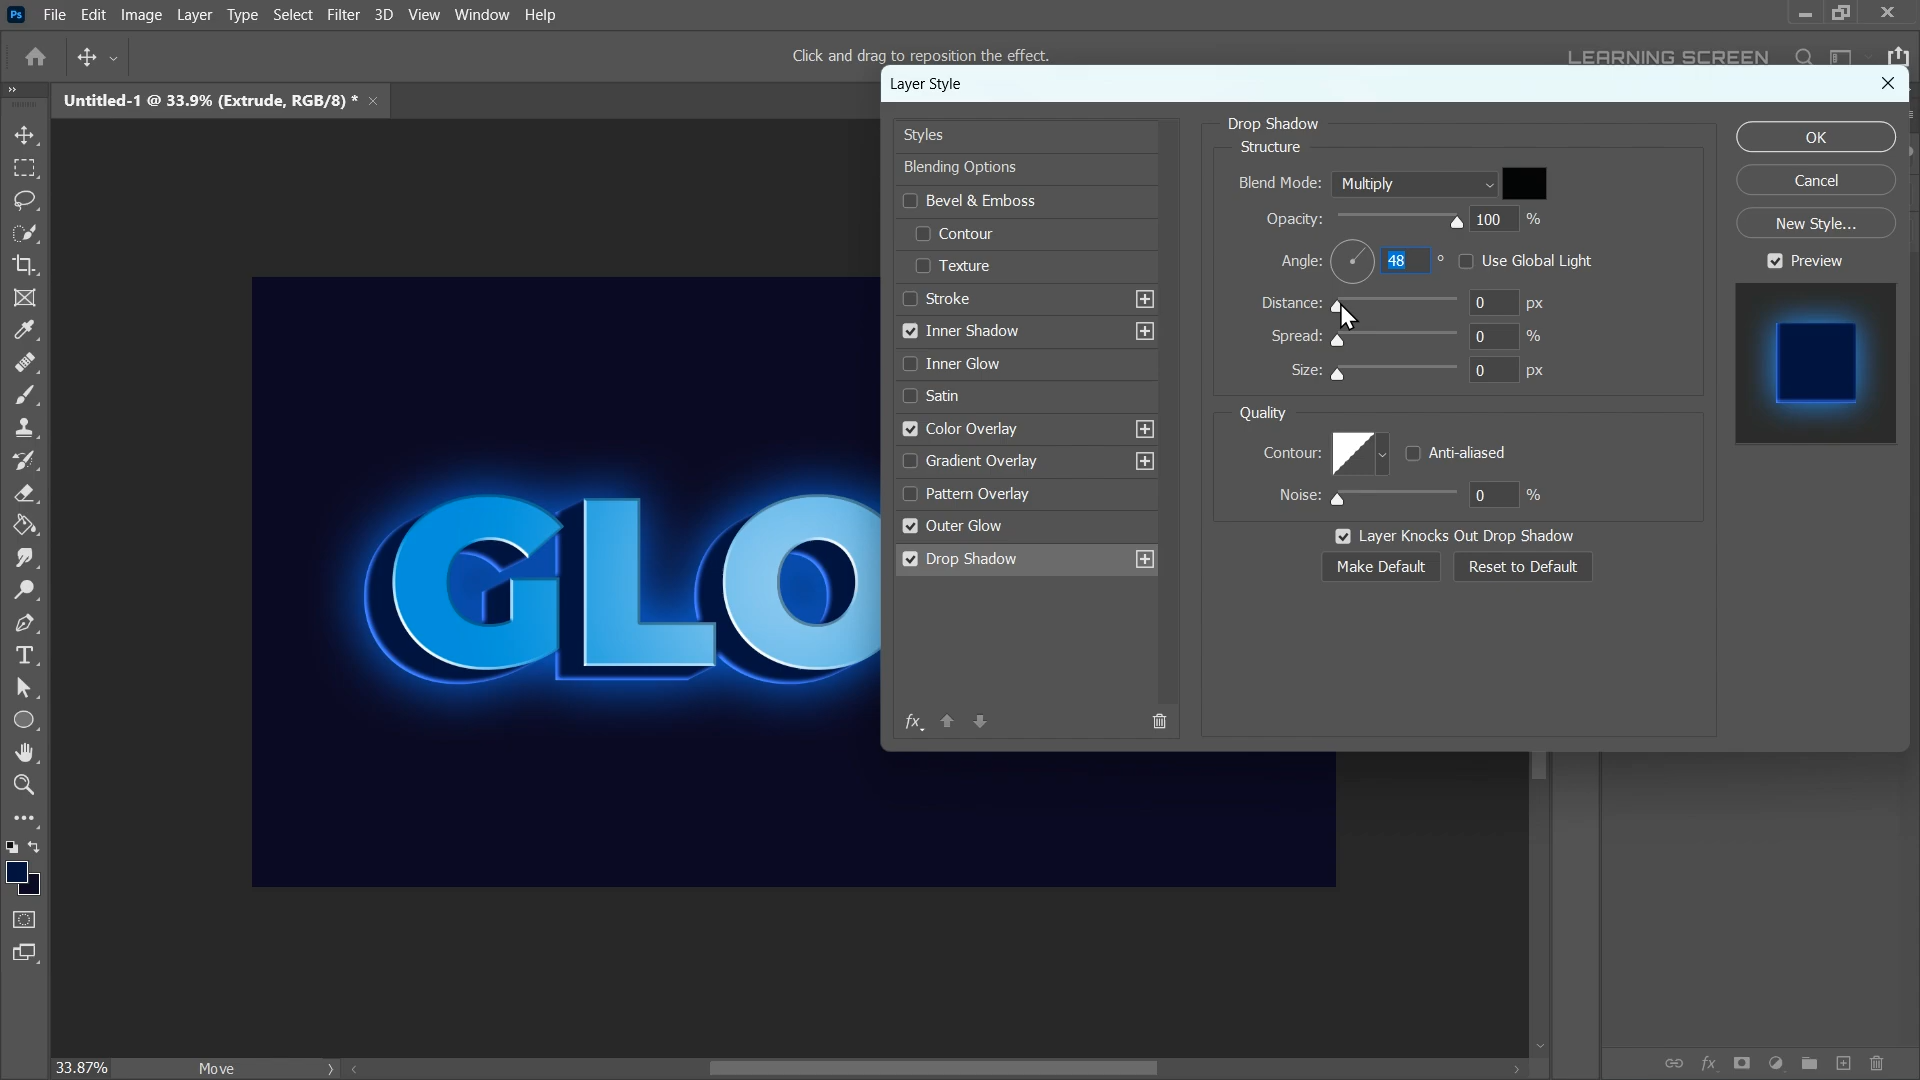 Ps File Edit Image Layer Type Select Filter 3D View Window Help
Click and drag to reposition the effect.
LEARNING SCREEN
Untitled-1 @ 33.9% (Extrude, RGB/8) *
Layer Style
Styles
Blending Options
Bevel & Emboss
Contour
Texture
Stroke
Inner Shadow
Inner Glow
Satin
Color Overlay
Gradient Overlay
Pattern Overlay
Outer Glow
Drop Shadow
fx
Drop Shadow
Structure
Blend Mode: Multiply
Opacity: 100 %
Angle: 48 ° Use Global Light
Distance: 0 px
Spread: 0 %
Size: 0 px
Quality
Contour: Anti-aliased
Noise: 0 %
Layer Knocks Out Drop Shadow
Make Default Reset to Default
OK
Cancel
New Style...
Preview
GLO
T
33.87% Move
fx